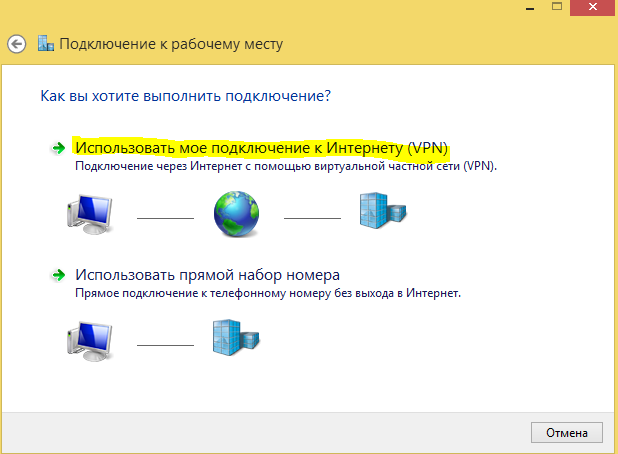 Подключение к рабочему месту
Как вы хотите выполнить подключение?
Использовать мое подключение к Интернету (VPN)
Подключение через Интернет с помощью виртуальной частной сети (VPN).
Использовать прямой набор номера
Прямое подключение к телефонному номеру без выхода в Интернет.
Отмена